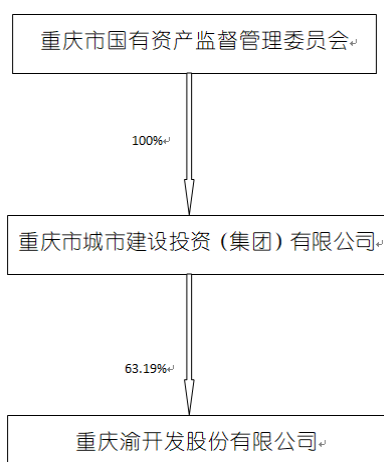 重庆市国有资产监督管理委员会
100%
重庆市城市建设投资（集团）有限公司
63.19%
重庆渝开发股份有限公司